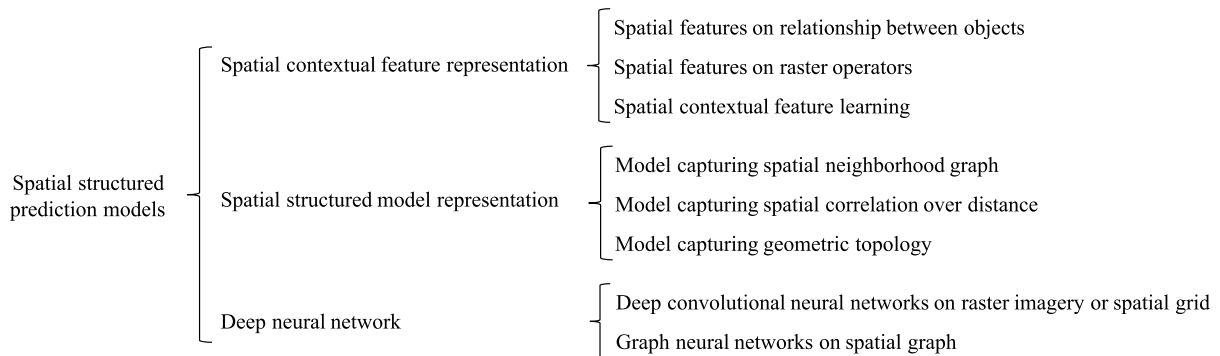 Spatial structured
prediction models
Spatial contextual feature representation
Spatial features on relationship between objects
Spatial features on raster operators
Spatial contextual feature learning
Spatial structured model representation
Model capturing spatial neighborhood graph
Model capturing spatial correlation over distance
Model capturing geometric topology
Deep neural network
Deep convolutional neural networks on raster imagery or spatial grid
Graph neural networks on spatial graph